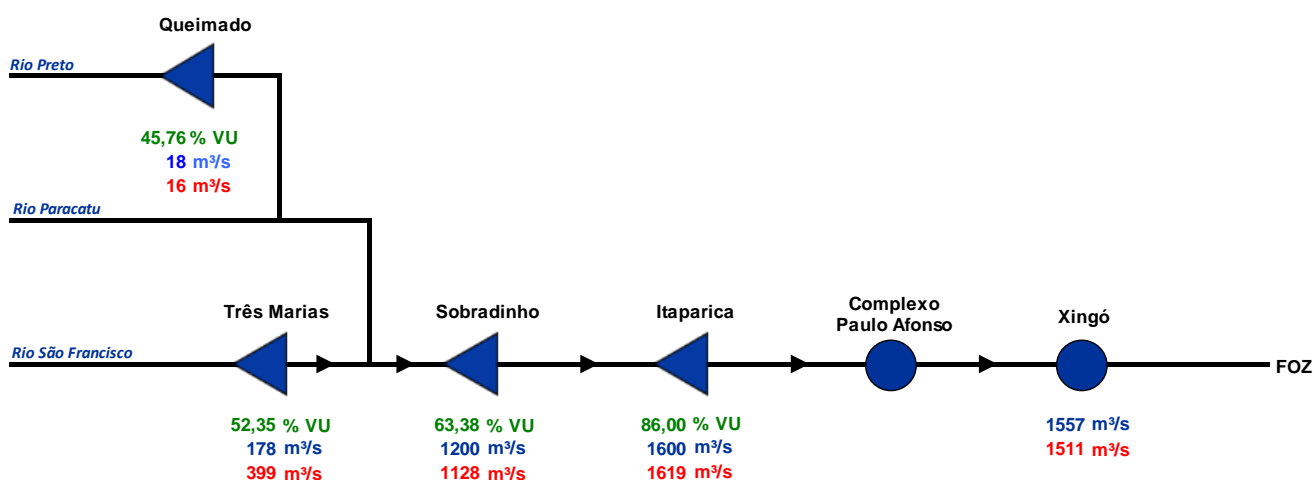 Queimado
Rio Preto
45,76 % VU
18 m³/s
16 m³/s
Rio Paracatu
Três Marias
Sobradinho
Itaparica
Complexo
Paulo Afonso
Xingó
Rio São Francisco
FOZ
52,35 % VU
178 m³/s
399 m³/s
63,38 % VU
1200 m³/s
1128 m³/s
86,00 % VU
1600 m³/s
1619 m³/s
1557 m³/s
1511 m³/s